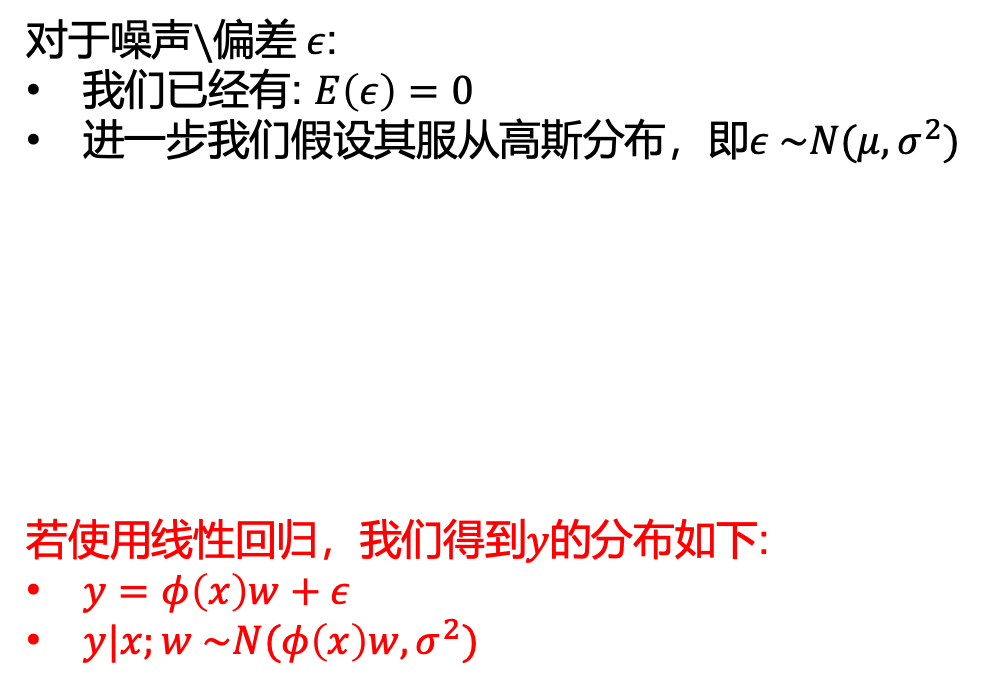 对于噪声\偏差 ϵ:
• 我们已经有: E(ϵ) = 0
• 进一步我们假设其服从高斯分布，即ϵ ~N(μ, σ²)
若使用线性回归，我们得到y的分布如下:
• y = ϕ(x)w + ϵ
• y|x; w ~N(ϕ(x)w, σ²)